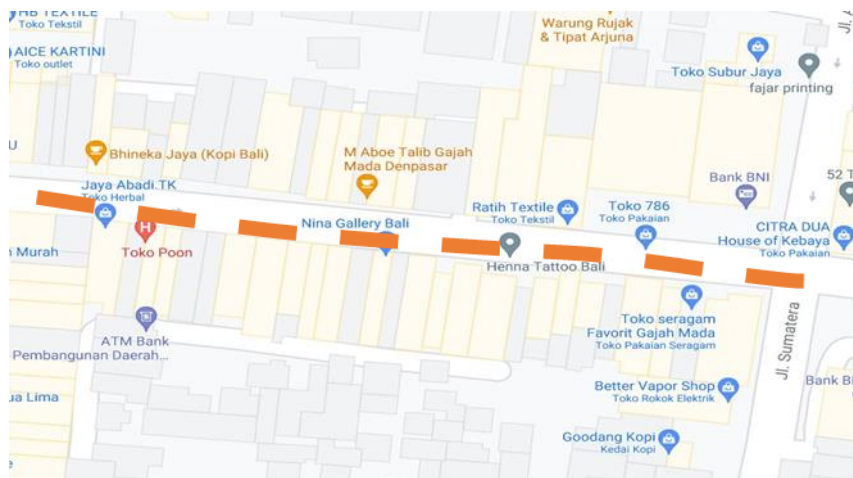 HB TEXTILE
Toko Tekstil
AICE KARTINI
Toko outlet
Warung Rujak
& Tipat Arjuna
Toko Subur Jaya
fajar printing
Bhineka Jaya (Kopi Bali)
M Aboe Talib Gajah
Mada Denpasar
Bank BNI
Jaya Abadi.TK
Toko Herbal
Ratih Textile
Toko Tekstil
Toko 786
Toko Pakaian
Nina Gallery Bali
CITRA DUA
House of Kebaya
Toko Pakaian
H
Toko Poon
Murah
Henna Tattoo Bali
Toko seragam
Favorit Gajah Mada
Toko Pakaian Seragam
ATM Bank
Pembangunan Daerah...
Jl. Sumatera
Better Vapor Shop
Toko Rokok Elektrik
ua Lima
Goodang Kopi
Kedai Kopi